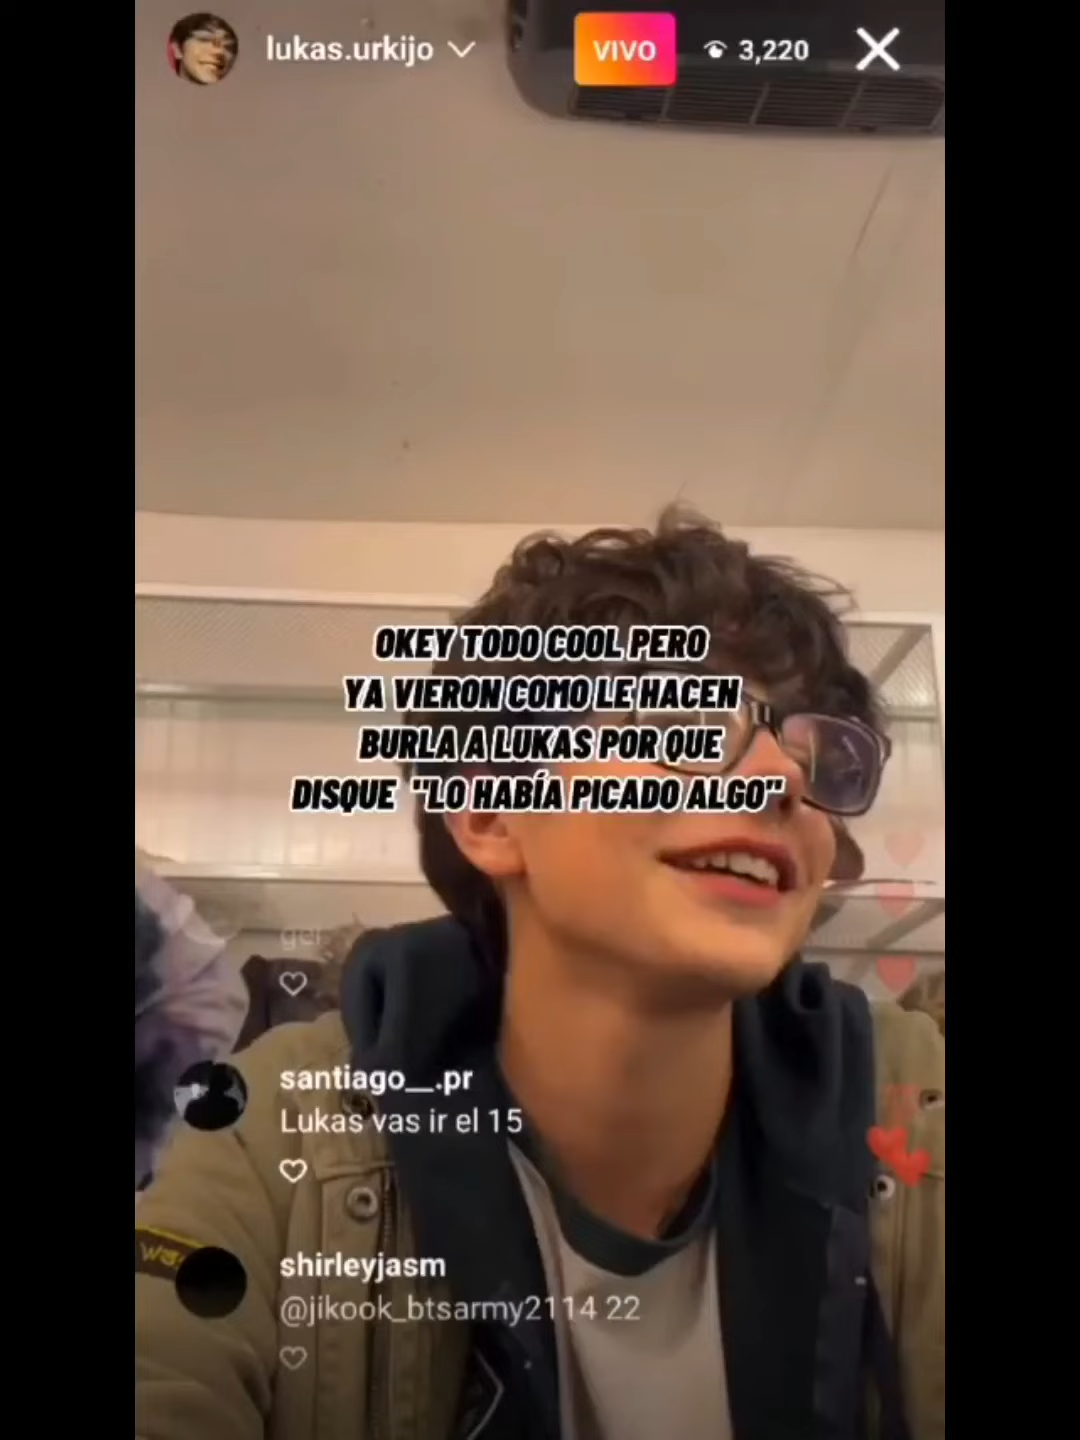 lukas.urkijo
VIVO
3,220
OKEY TODO COOL PERO
YA VIERON COMO LE HACEN
BURLA A LUKAS POR QUE
DISQUE "LO HABÍA PICADO ALGO"
gei
santiago__.pr
Lukas vas ir el 15
shirleyjasm
@jikook_btsarmy2114 22